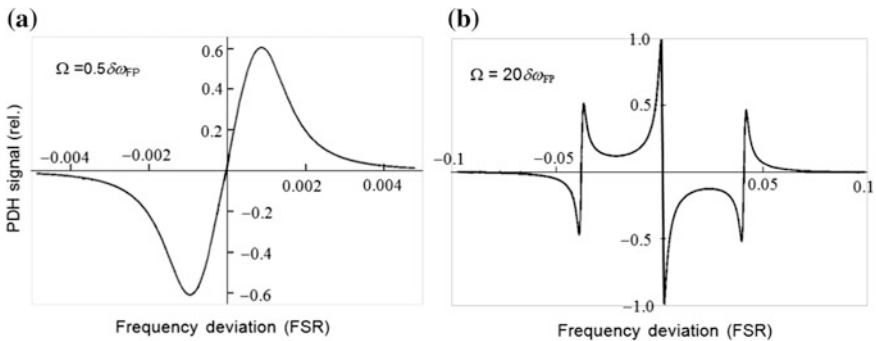 (a)
Ω =0.5δωFP
PDH signal (rel.)
0.6
0.4
0.2
−0.004
−0.002
0.002
0.004
−0.2
−0.4
−0.6
Frequency deviation (FSR)
(b)
Ω = 20δωFP
1.0
0.5
−0.1
−0.05
0.05
0.1
−0.5
−1.0
Frequency deviation (FSR)